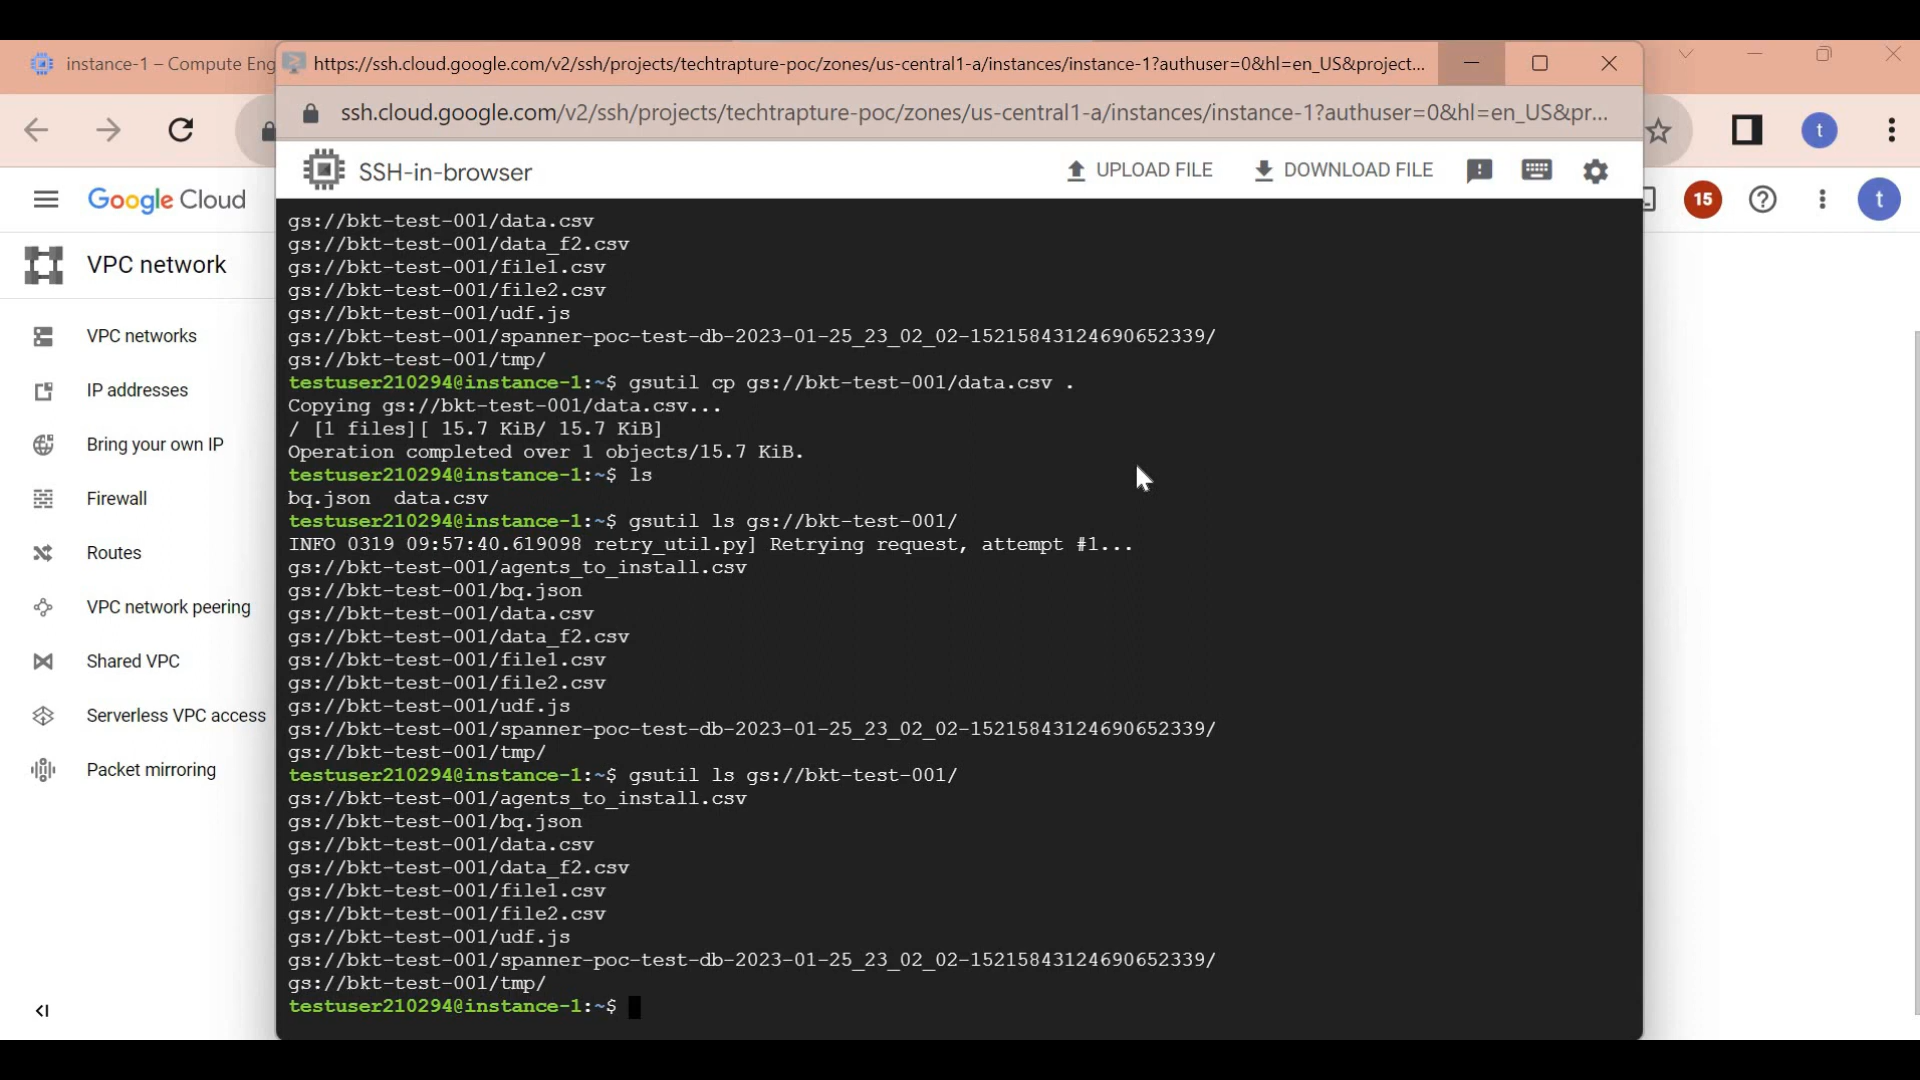 instance-1 – Compute Eng
https://ssh.cloud.google.com/v2/ssh/projects/techtrapture-poc/zones/us-central1-a/instances/instance-1?authuser=0&hl=en_US&project...
ssh.cloud.google.com/v2/ssh/projects/techtrapture-poc/zones/us-central1-a/instances/instance-1?authuser=0&hl=en_US&pr...
t
SSH-in-browser
UPLOAD FILE
DOWNLOAD FILE
Google Cloud
15
t
VPC network
VPC networks
IP addresses
Bring your own IP
Firewall
Routes
VPC network peering
Shared VPC
Serverless VPC access
Packet mirroring
gs://bkt-test-001/data.csv
gs://bkt-test-001/data_f2.csv
gs://bkt-test-001/file1.csv
gs://bkt-test-001/file2.csv
gs://bkt-test-001/udf.js
gs://bkt-test-001/spanner-poc-test-db-2023-01-25_23_02_02-15215843124690652339/
gs://bkt-test-001/tmp/
testuser210294@instance-1:~$ gsutil cp gs://bkt-test-001/data.csv .
Copying gs://bkt-test-001/data.csv...
/ [1 files][ 15.7 KiB/ 15.7 KiB]
Operation completed over 1 objects/15.7 KiB.
testuser210294@instance-1:~$ ls
bq.json  data.csv
testuser210294@instance-1:~$ gsutil ls gs://bkt-test-001/
INFO 0319 09:57:40.619098 retry_util.py] Retrying request, attempt #1...
gs://bkt-test-001/agents_to_install.csv
gs://bkt-test-001/bq.json
gs://bkt-test-001/data.csv
gs://bkt-test-001/data_f2.csv
gs://bkt-test-001/file1.csv
gs://bkt-test-001/file2.csv
gs://bkt-test-001/udf.js
gs://bkt-test-001/spanner-poc-test-db-2023-01-25_23_02_02-15215843124690652339/
gs://bkt-test-001/tmp/
testuser210294@instance-1:~$ gsutil ls gs://bkt-test-001/
gs://bkt-test-001/agents_to_install.csv
gs://bkt-test-001/bq.json
gs://bkt-test-001/data.csv
gs://bkt-test-001/data_f2.csv
gs://bkt-test-001/file1.csv
gs://bkt-test-001/file2.csv
gs://bkt-test-001/udf.js
gs://bkt-test-001/spanner-poc-test-db-2023-01-25_23_02_02-15215843124690652339/
gs://bkt-test-001/tmp/
testuser210294@instance-1:~$